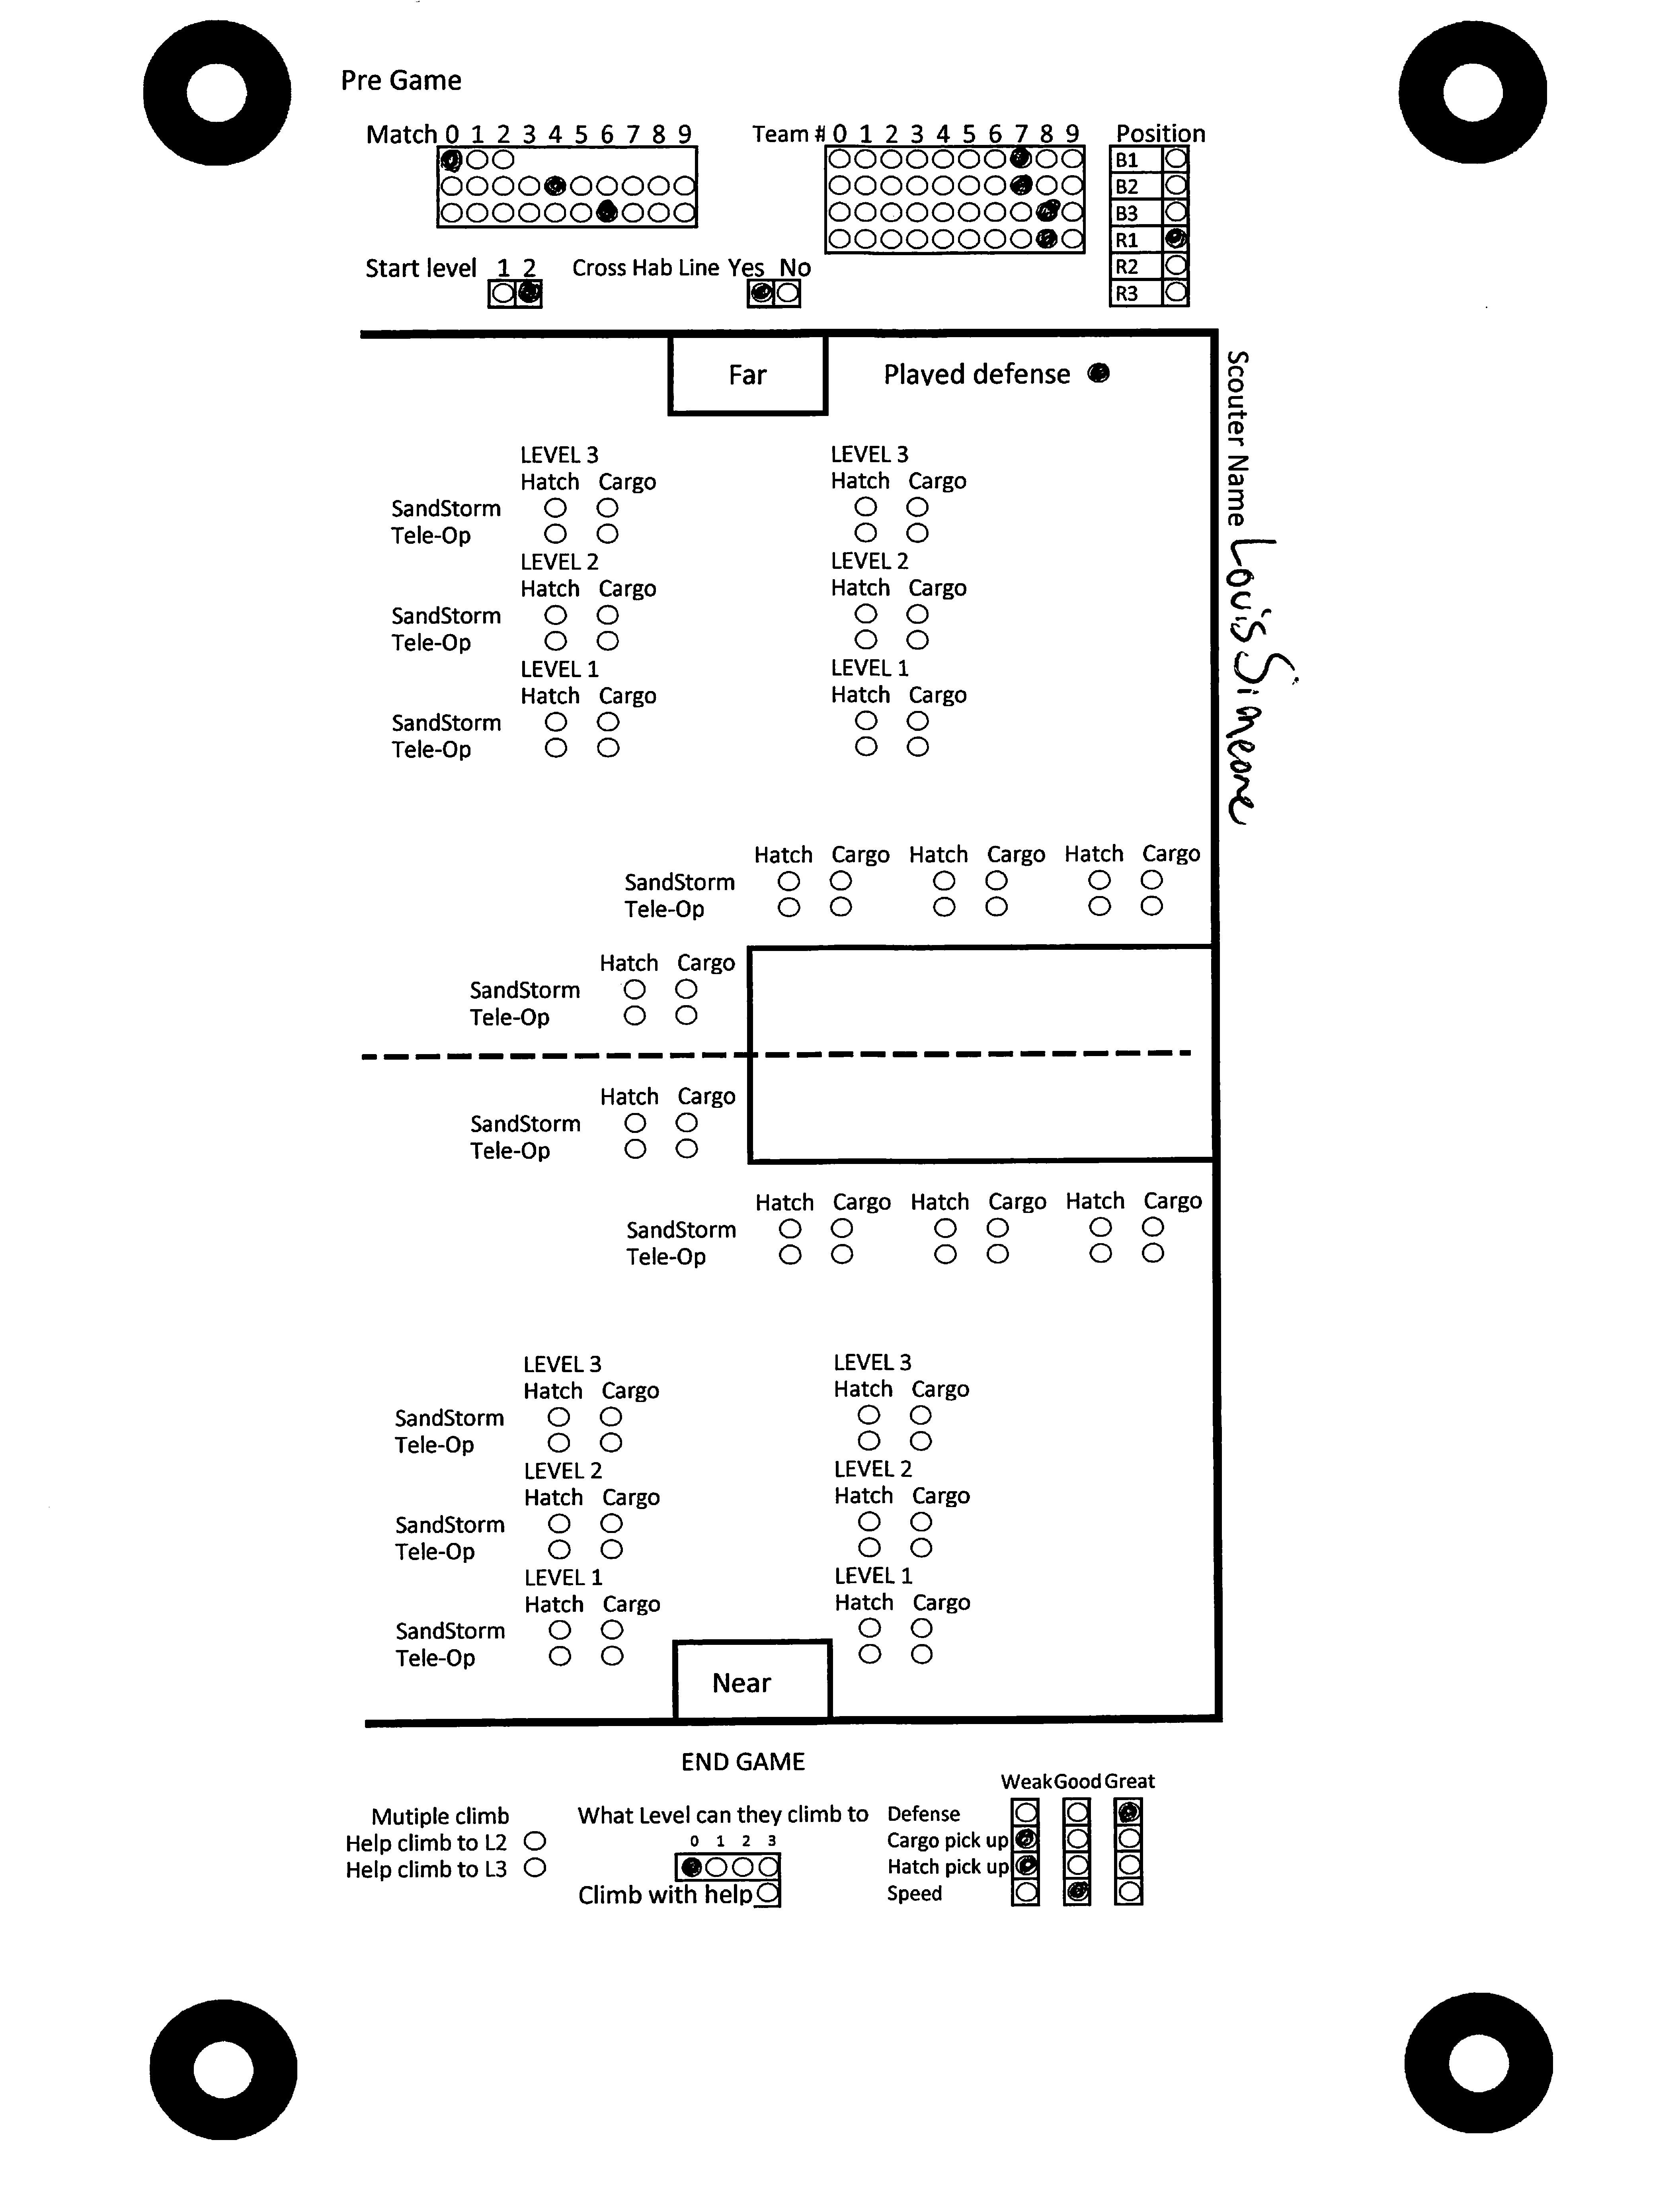 Pre Game
Match 0 1 2 3 4 5 6 7 8 9
Team # 0 1 2 3 4 5 6 7 8 9
Position
B1
B2
B3
R1
R2
R3
Start level 1 2
Cross Hab Line Yes No
Far
Played defense
Scouter Name Louis Simeone
LEVEL 3 LEVEL 3
Hatch Cargo Hatch Cargo
SandStorm
Tele-Op
LEVEL 2 LEVEL 2
Hatch Cargo Hatch Cargo
SandStorm
Tele-Op
LEVEL 1 LEVEL 1
Hatch Cargo Hatch Cargo
SandStorm
Tele-Op
Hatch Cargo Hatch Cargo Hatch Cargo
SandStorm
Tele-Op
Hatch Cargo
SandStorm
Tele-Op
Hatch Cargo
SandStorm
Tele-Op
Hatch Cargo Hatch Cargo Hatch Cargo
SandStorm
Tele-Op
LEVEL 3 LEVEL 3
Hatch Cargo Hatch Cargo
SandStorm
Tele-Op
LEVEL 2 LEVEL 2
Hatch Cargo Hatch Cargo
SandStorm
Tele-Op
LEVEL 1 LEVEL 1
Hatch Cargo Hatch Cargo
SandStorm
Tele-Op
Near
END GAME
Mutiple climb
Help climb to L2
Help climb to L3
What Level can they climb to
0 1 2 3
Climb with help
Weak Good Great
Defense
Cargo pick up
Hatch pick up
Speed